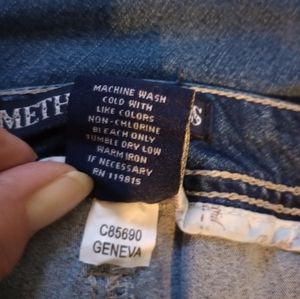 METH
S
MACHINE WASH
COLD WITH
LIKE COLORS
NON-CHLORINE
BLEACH ONLY
TUMBLE DRY LOW
WARM IRON
IF NECESSARY
RN 119815
C85690
GENEVA